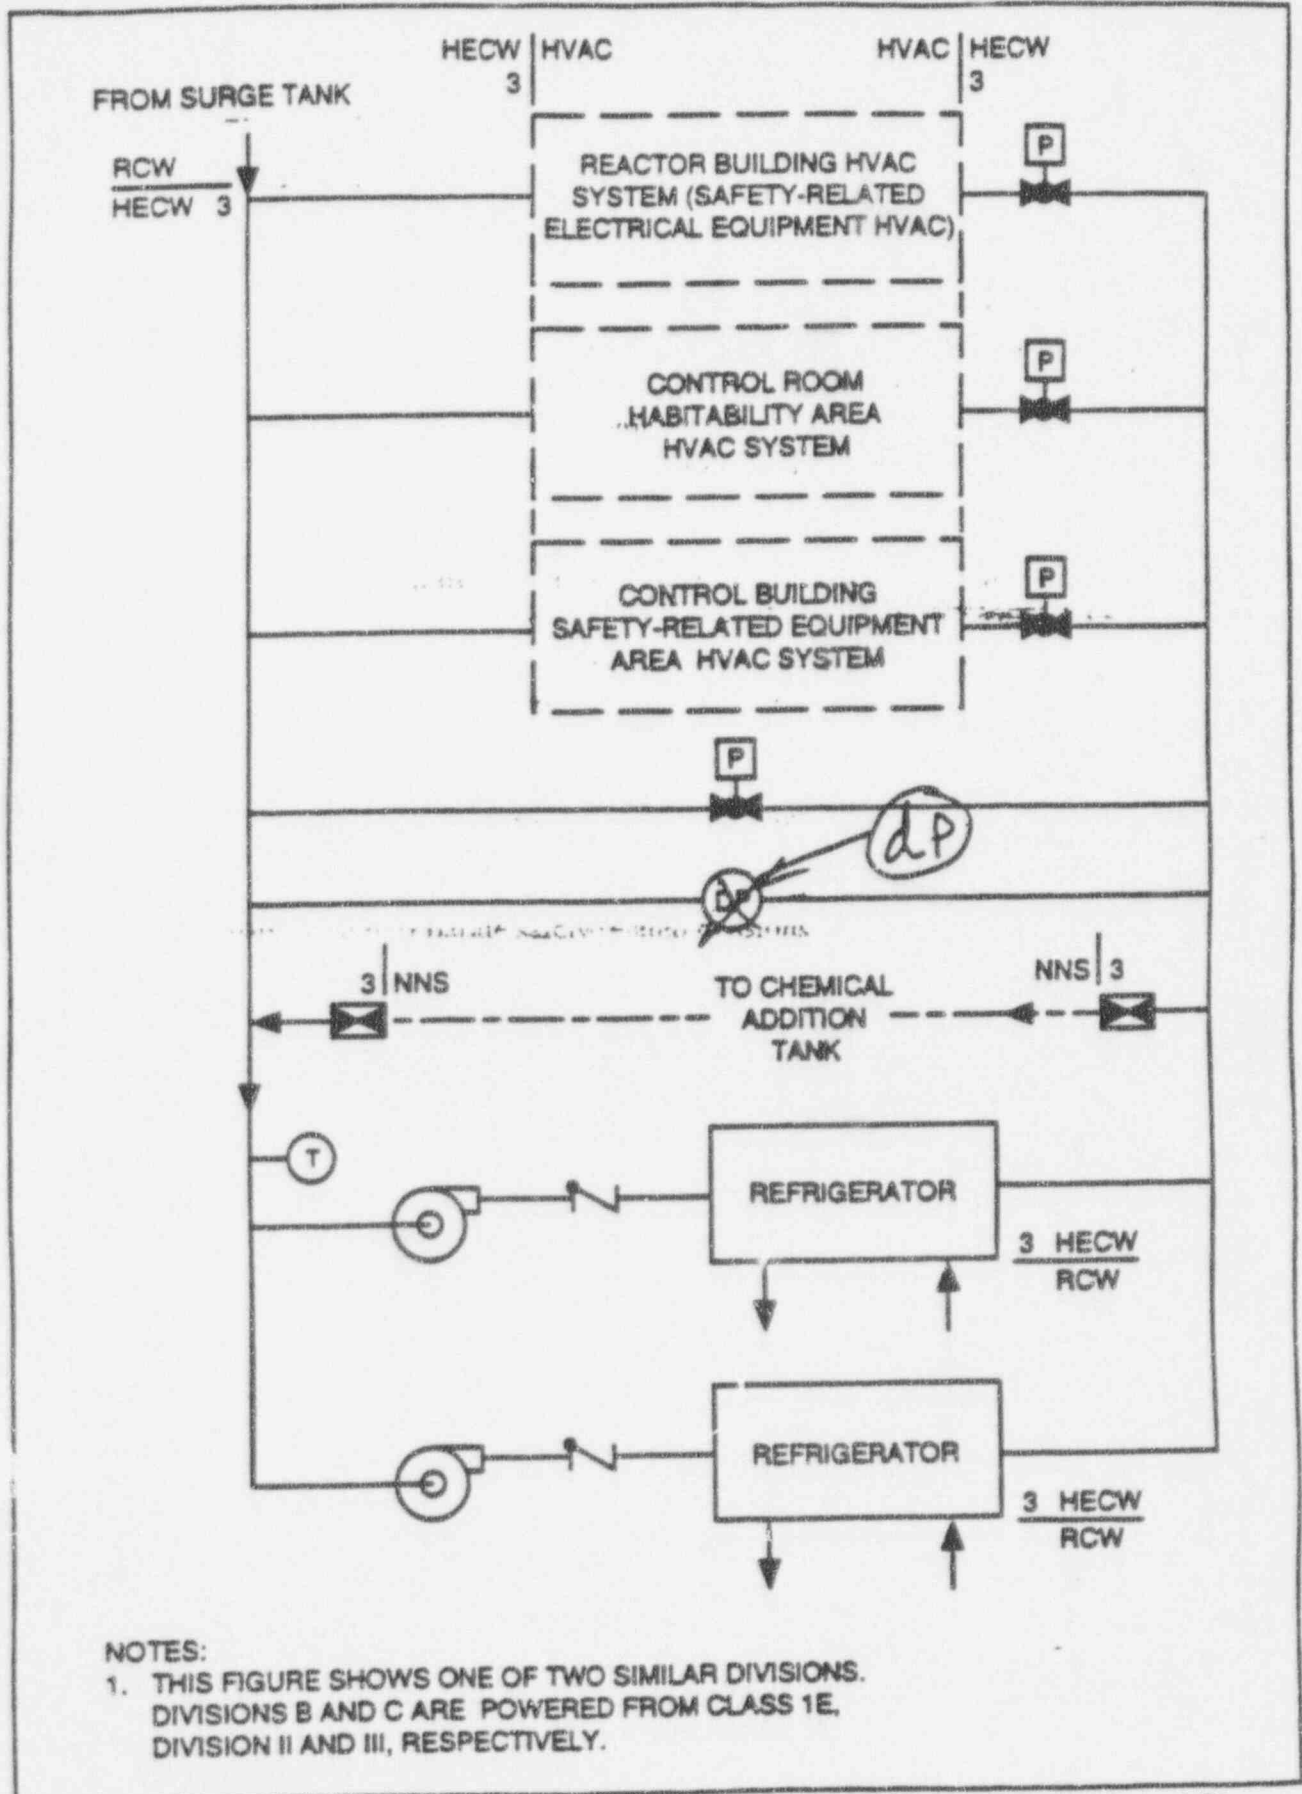 HECW HVAC
3
HVAC HECW
3
FROM SURGE TANK
RCW
HECW 3
REACTOR BUILDING HVAC
SYSTEM (SAFETY-RELATED
ELECTRICAL EQUIPMENT HVAC)
P
CONTROL ROOM
HABITABILITY AREA
HVAC SYSTEM
P
CONTROL BUILDING
SAFETY-RELATED EQUIPMENT
AREA HVAC SYSTEM
P
P
dP
DP
3 NNS
TO CHEMICAL
ADDITION
TANK
NNS 3
T
REFRIGERATOR
3 HECW
RCW
REFRIGERATOR
3 HECW
RCW
NOTES:
1. THIS FIGURE SHOWS ONE OF TWO SIMILAR DIVISIONS.
DIVISIONS B AND C ARE POWERED FROM CLASS 1E,
DIVISION II AND III, RESPECTIVELY.